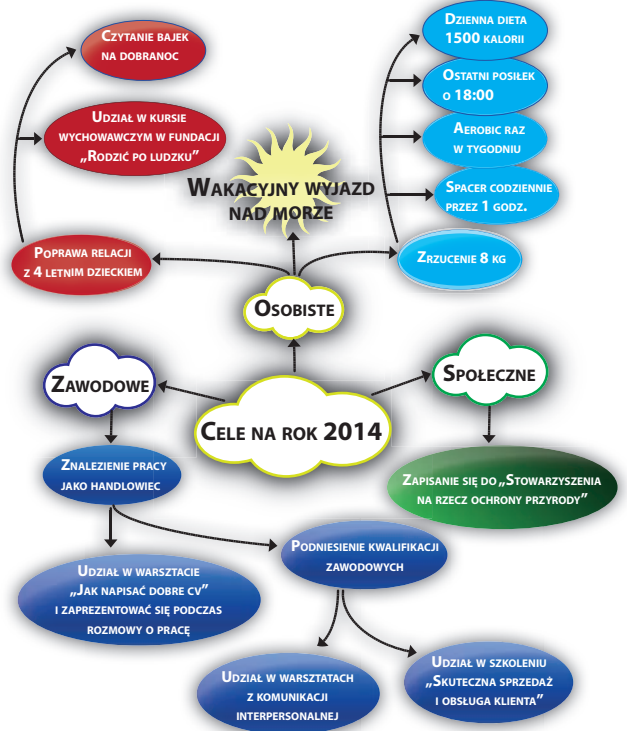 Czytanie bajek
na dobranoc
Udział w kursie
wychowawczym w fundacji
„Rodzić po ludzku”
Poprawa relacji
z 4 letnim dzieckiem
Wakacyjny wyjazd
nad morze
Dzienna dieta
1500 kalorii
Ostatni posiłek
o 18:00
Aerobic raz
w tygodniu
Spacer codziennie
przez 1 godz.
Zrzucenie 8 kg
Osobiste
Zawodowe
Społeczne
Cele na rok 2014
Znalezienie pracy
jako handlowiec
Zapisanie się do „Stowarzyszenia
na rzecz ochrony przyrody”
Podniesienie kwalifikacji
zawodowych
Udział w warsztacie
„Jak napisać dobre CV”
i zaprezentować się podczas
rozmowy o pracę
Udział w warsztatach
z komunikacji
interpersonalnej
Udział w szkoleniu
„Skuteczna sprzedaż
i obsługa klienta”